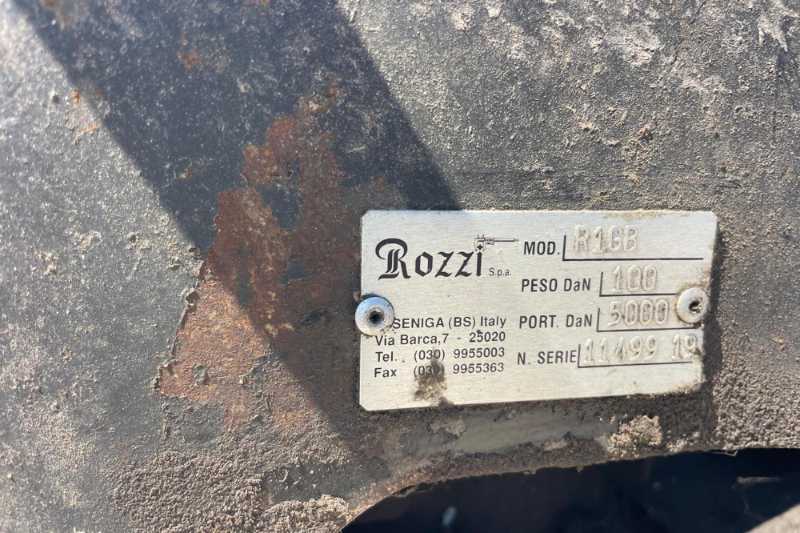 Rozzi S.p.a.
SENIGA (BS) Italy
Via Barca,7 - 25020
Tel. (030) 9955003
Fax (030) 9955363
MOD. R16B
PESO DaN 100
PORT. DaN 5000
N. SERIE 11499 19